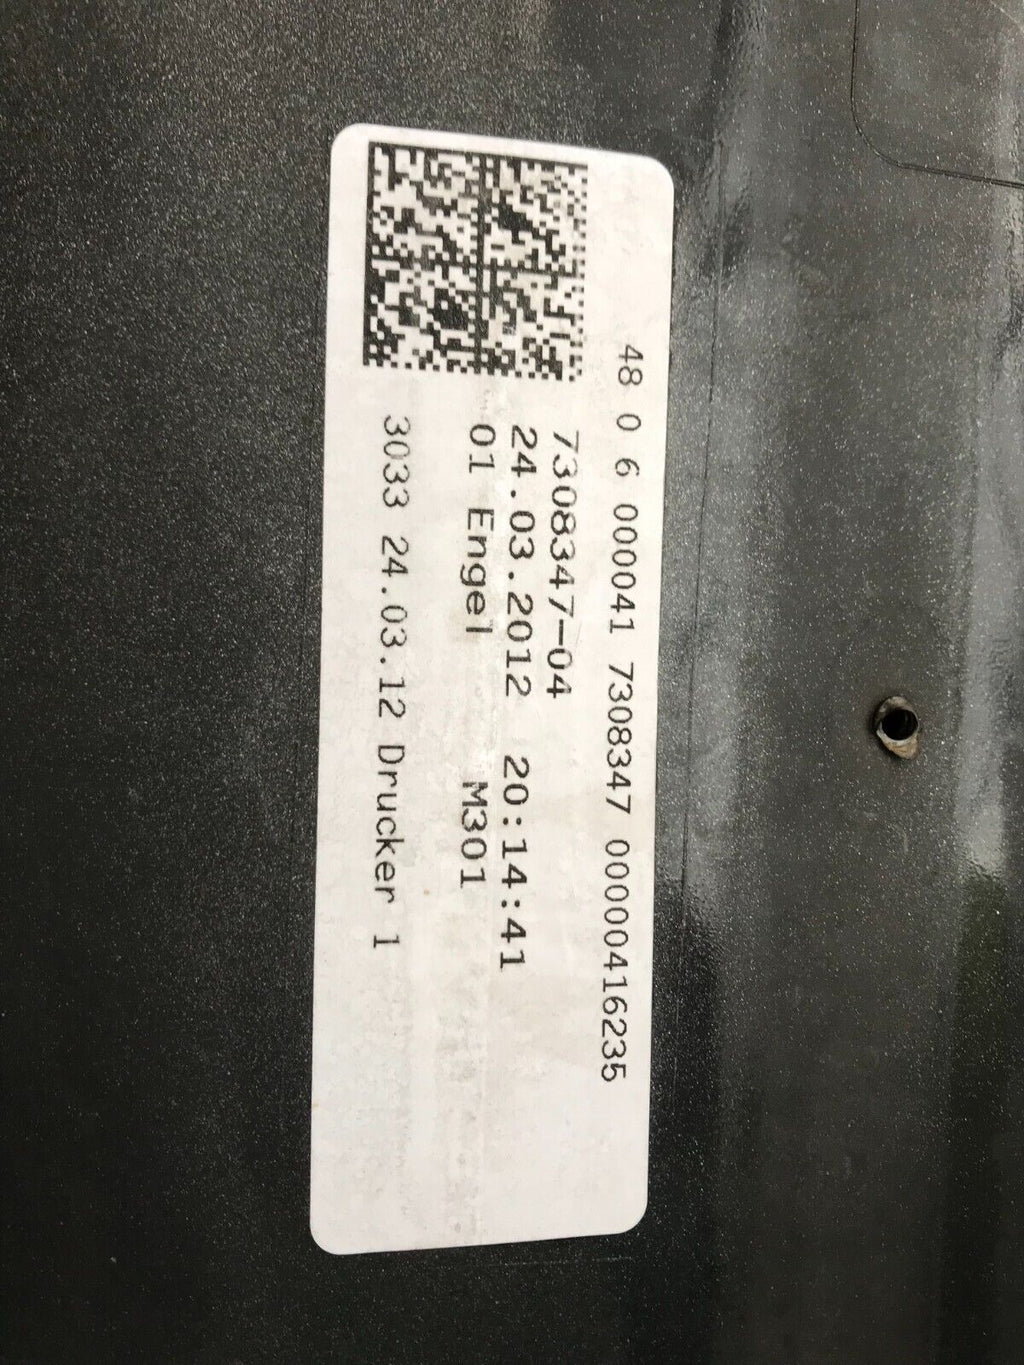 48 0 6 000041 7308347 00000416235
7308347-04
24.03.2012 20:14:41
01 Engel M301
3033 24.03.12 Drucker 1